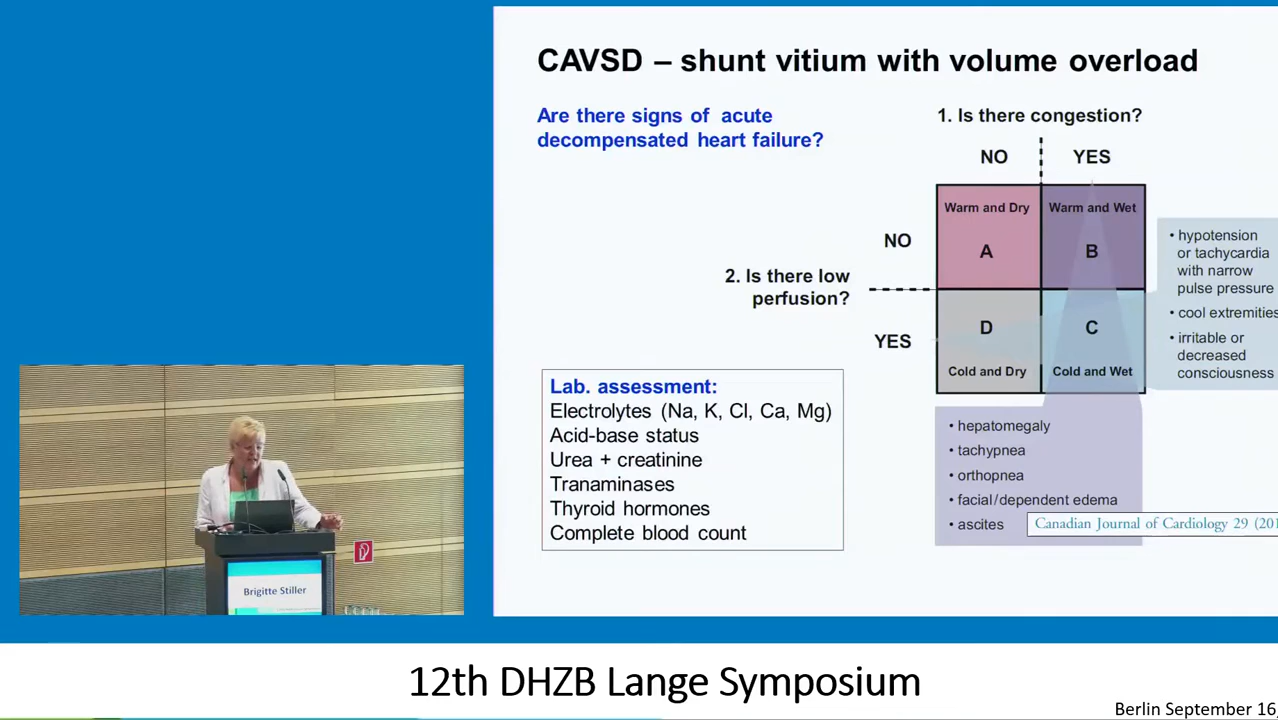 CAVSD – shunt vitium with volume overload
Are there signs of acute
decompensated heart failure?
1. Is there congestion?
NO
YES
Warm and Dry
Warm and Wet
NO
A
B
2. Is there low
perfusion?
YES
D
C
Cold and Dry
Cold and Wet
• hypotension
or tachycardia
with narrow
pulse pressure
• cool extremities
• irritable or
decreased
consciousness
Lab. assessment:
Electrolytes (Na, K, Cl, Ca, Mg)
Acid-base status
Urea + creatinine
Tranaminases
Thyroid hormones
Complete blood count
• hepatomegaly
• tachypnea
• orthopnea
• facial/dependent edema
• ascites
Canadian Journal of Cardiology 29 (201
Brigitte Stiller
12th DHZB Lange Symposium
Berlin September 16,